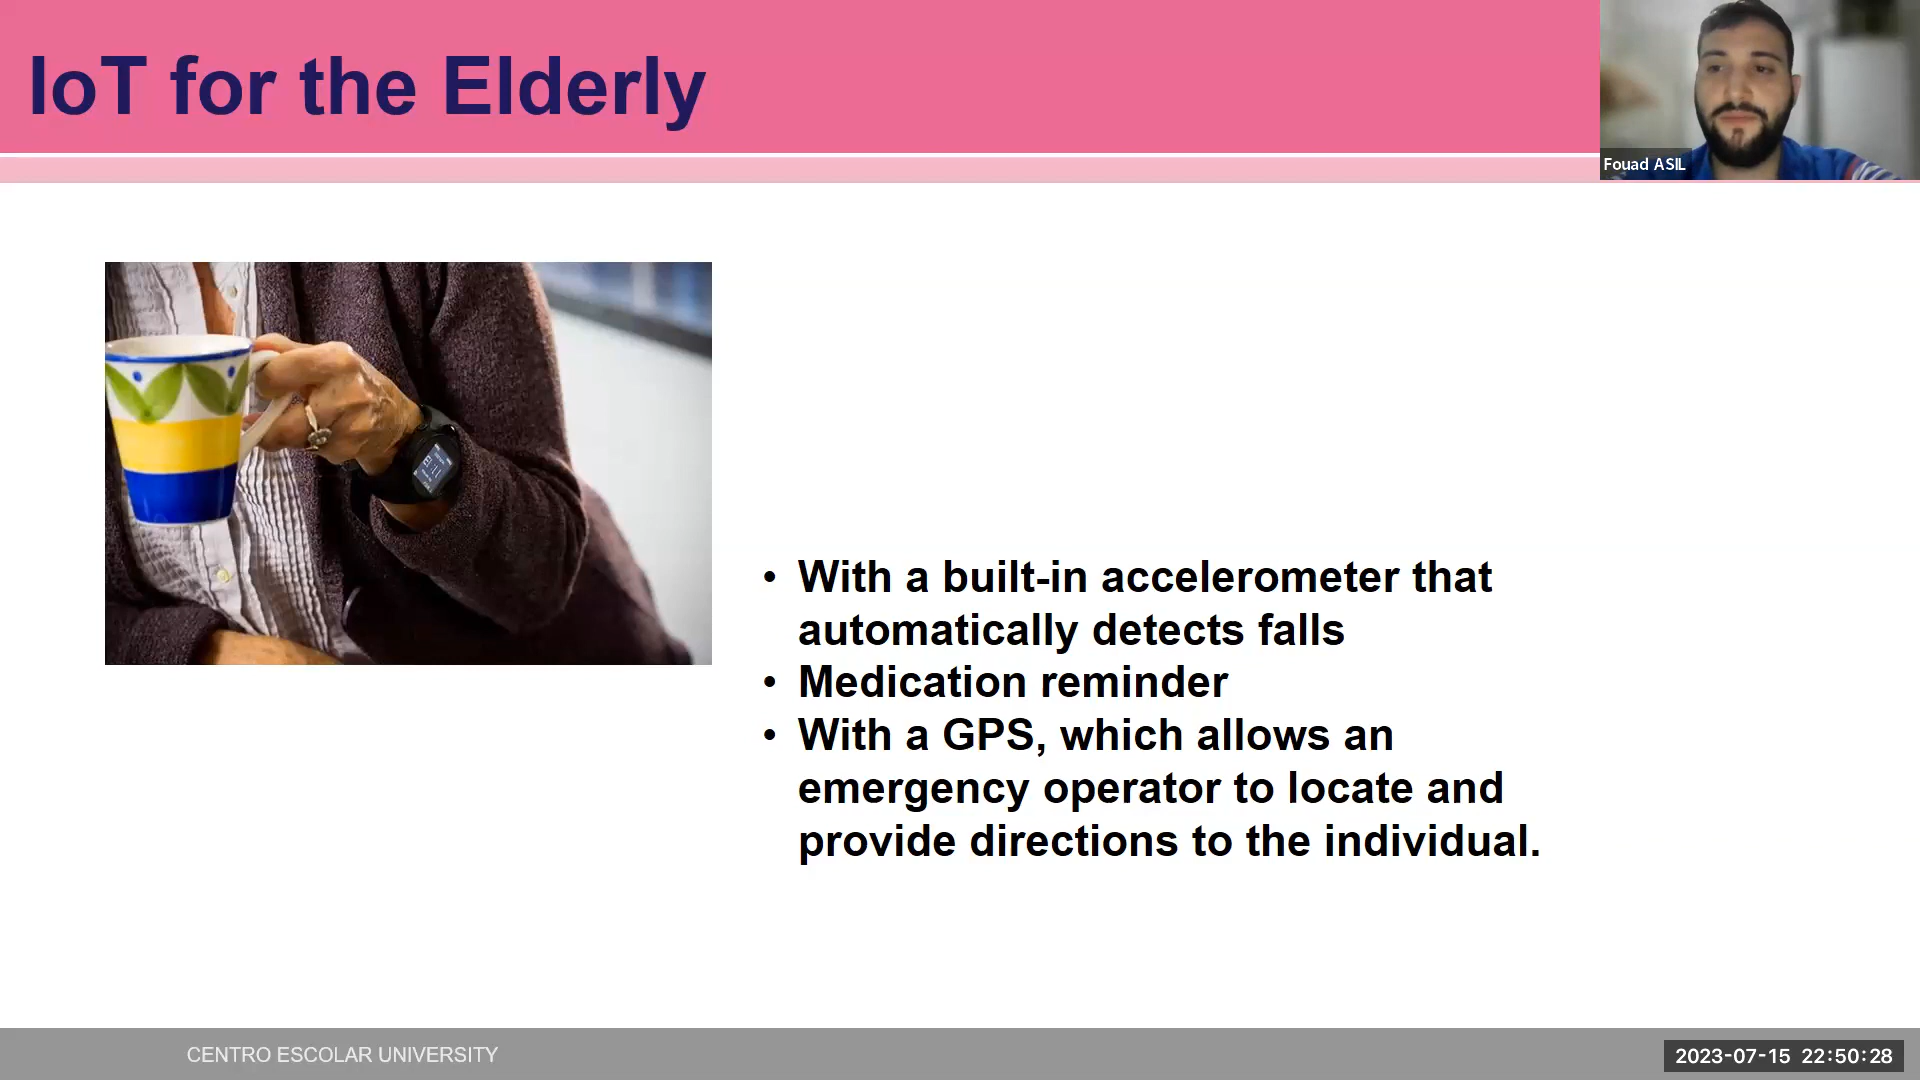 IoT for the Elderly
Fouad ASIL
• With a built-in accelerometer that
automatically detects falls
• Medication reminder
• With a GPS, which allows an
emergency operator to locate and
provide directions to the individual.
CENTRO ESCOLAR UNIVERSITY
2023-07-15 22:50:28